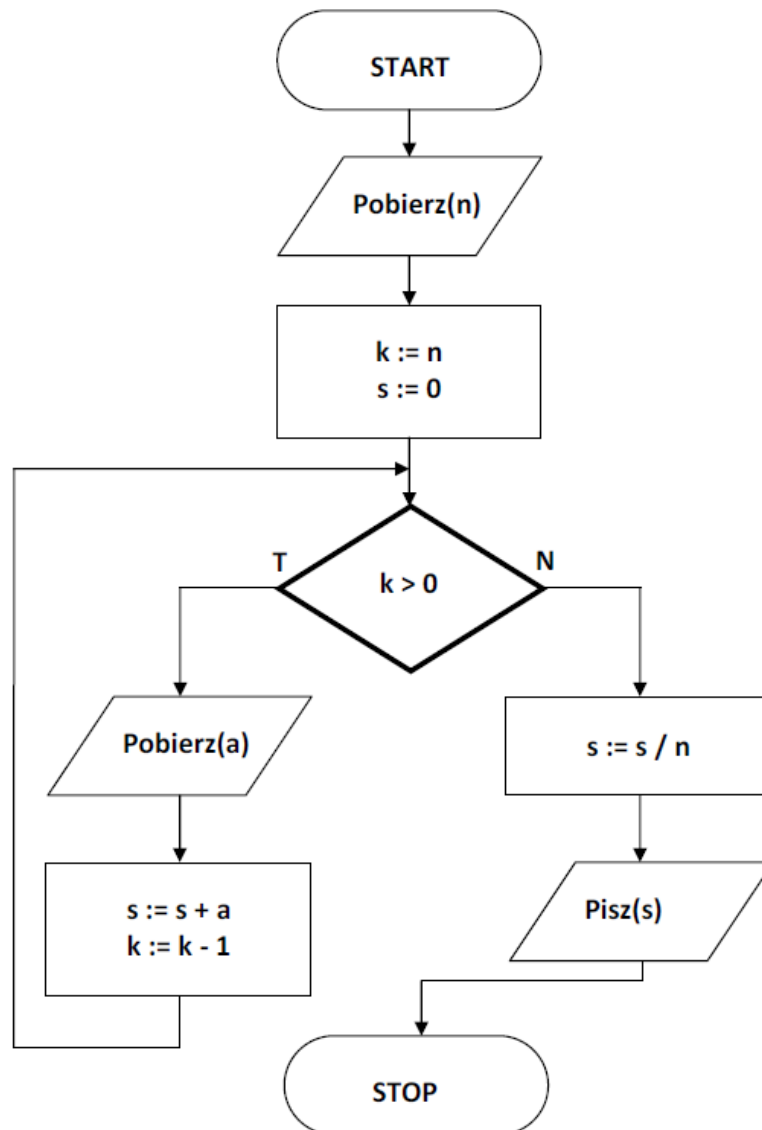 START
Pobierz(n)
k := n
s := 0
k > 0
T
N
Pobierz(a)
s := s / n
s := s + a
k := k - 1
Pisz(s)
STOP